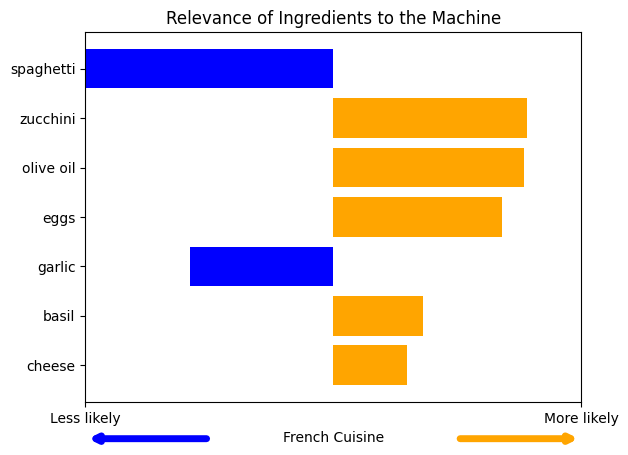 Relevance of Ingredients to the Machine
spaghetti
zucchini
olive oil
eggs
garlic
basil
cheese
Less likely
More likely
French Cuisine